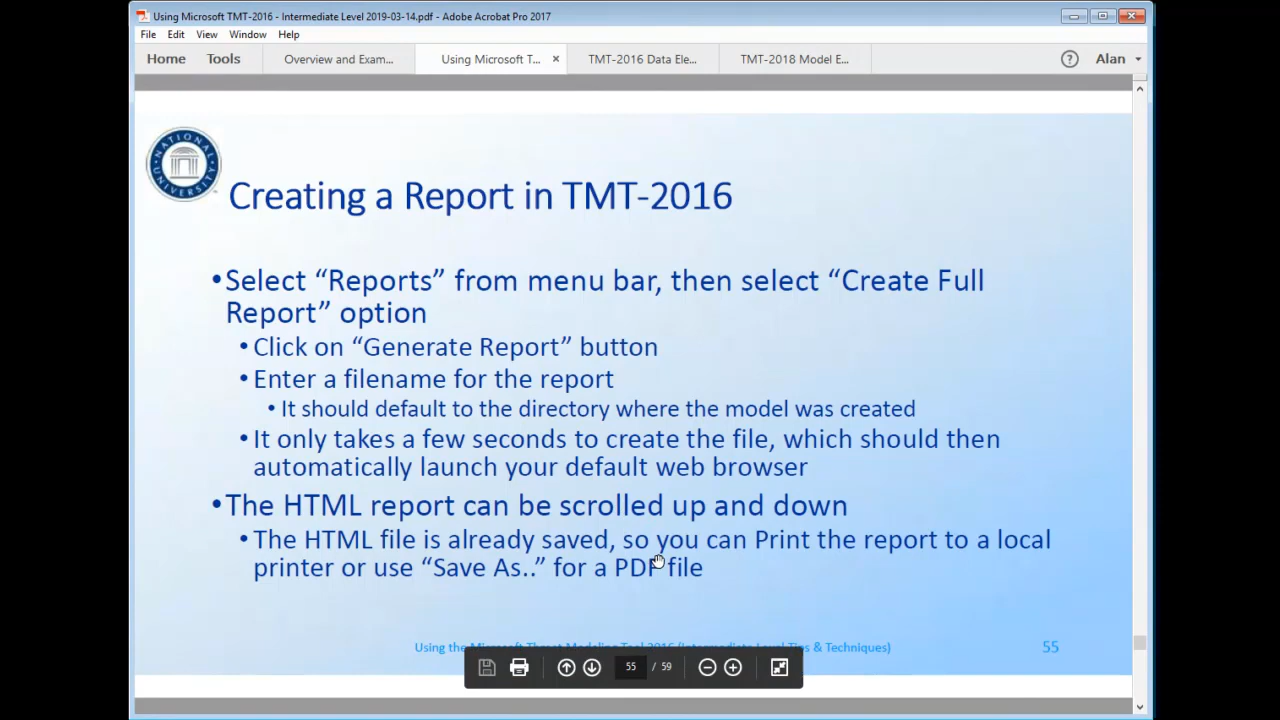 Using Microsoft TMT-2016 - Intermediate Level 2019-03-14.pdf - Adobe Acrobat Pro 2017
File Edit View Window Help
Home Tools Overview and Exam... Using Microsoft T... × TMT-2016 Data Ele... TMT-2018 Model E... ? Alan
NATIONAL UNIVERSITY
Creating a Report in TMT-2016
•Select “Reports” from menu bar, then select “Create Full
Report” option
•Click on “Generate Report” button
•Enter a filename for the report
•It should default to the directory where the model was created
•It only takes a few seconds to create the file, which should then
automatically launch your default web browser
•The HTML report can be scrolled up and down
•The HTML file is already saved, so you can Print the report to a local
printer or use “Save As..” for a PDF file
Using the Microsoft Threat Modeling Tool 2016 (Intermediate Level Tips & Techniques) 55
55 / 59